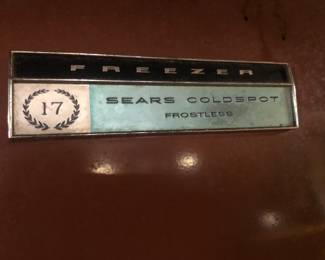 FREEZER
17
SEARS COLDSPOT
FROSTLESS